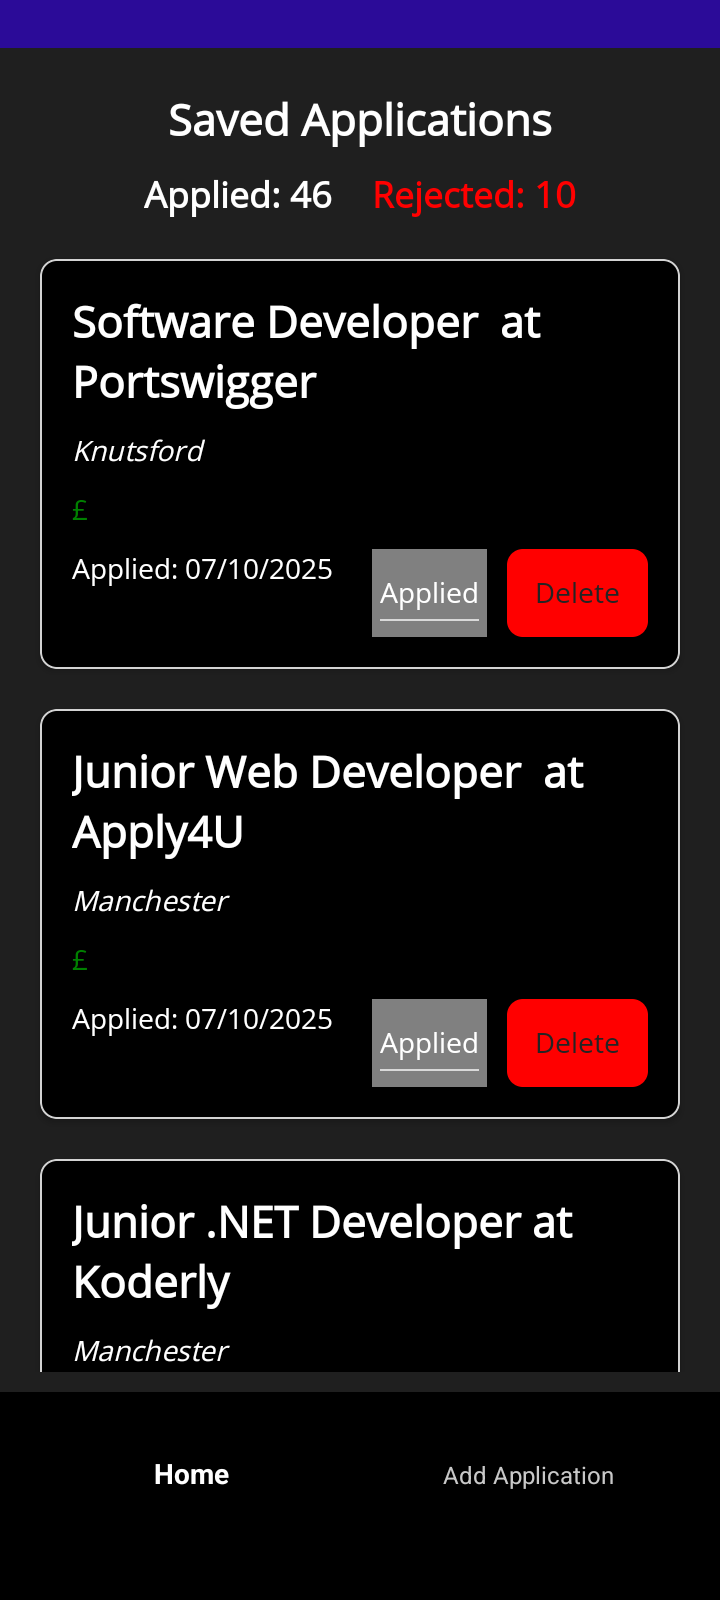 Saved Applications
Applied: 46 Rejected: 10
Software Developer  at
Portswigger
Knutsford
£
Applied: 07/10/2025 Applied Delete
Junior Web Developer  at
Apply4U
Manchester
£
Applied: 07/10/2025 Applied Delete
Junior .NET Developer at
Koderly
Manchester
Home Add Application